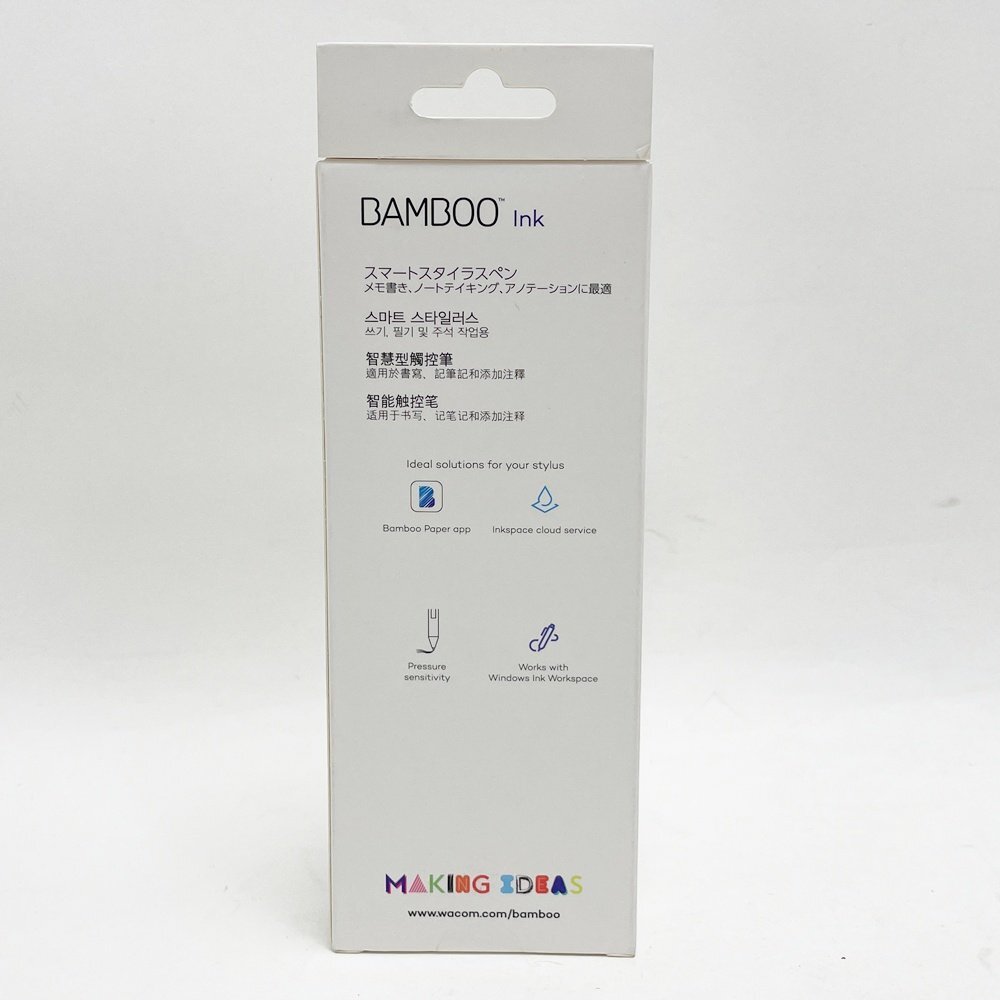 BAMBOO™ Ink
スマートスタイラスペン
メモ書き、ノートテイキング、アノテーションに最適
스마트 스타일러스
쓰기, 필기 및 주석 작업용
智慧型觸控筆
適用於書寫、記筆記和添加注釋
智能触控笔
适用于书写、记笔记和添加注释
Ideal solutions for your stylus
Bamboo Paper app
Inkspace cloud service
Pressure
sensitivity
Works with
Windows Ink Workspace
MAKING IDEAS
www.wacom.com/bamboo